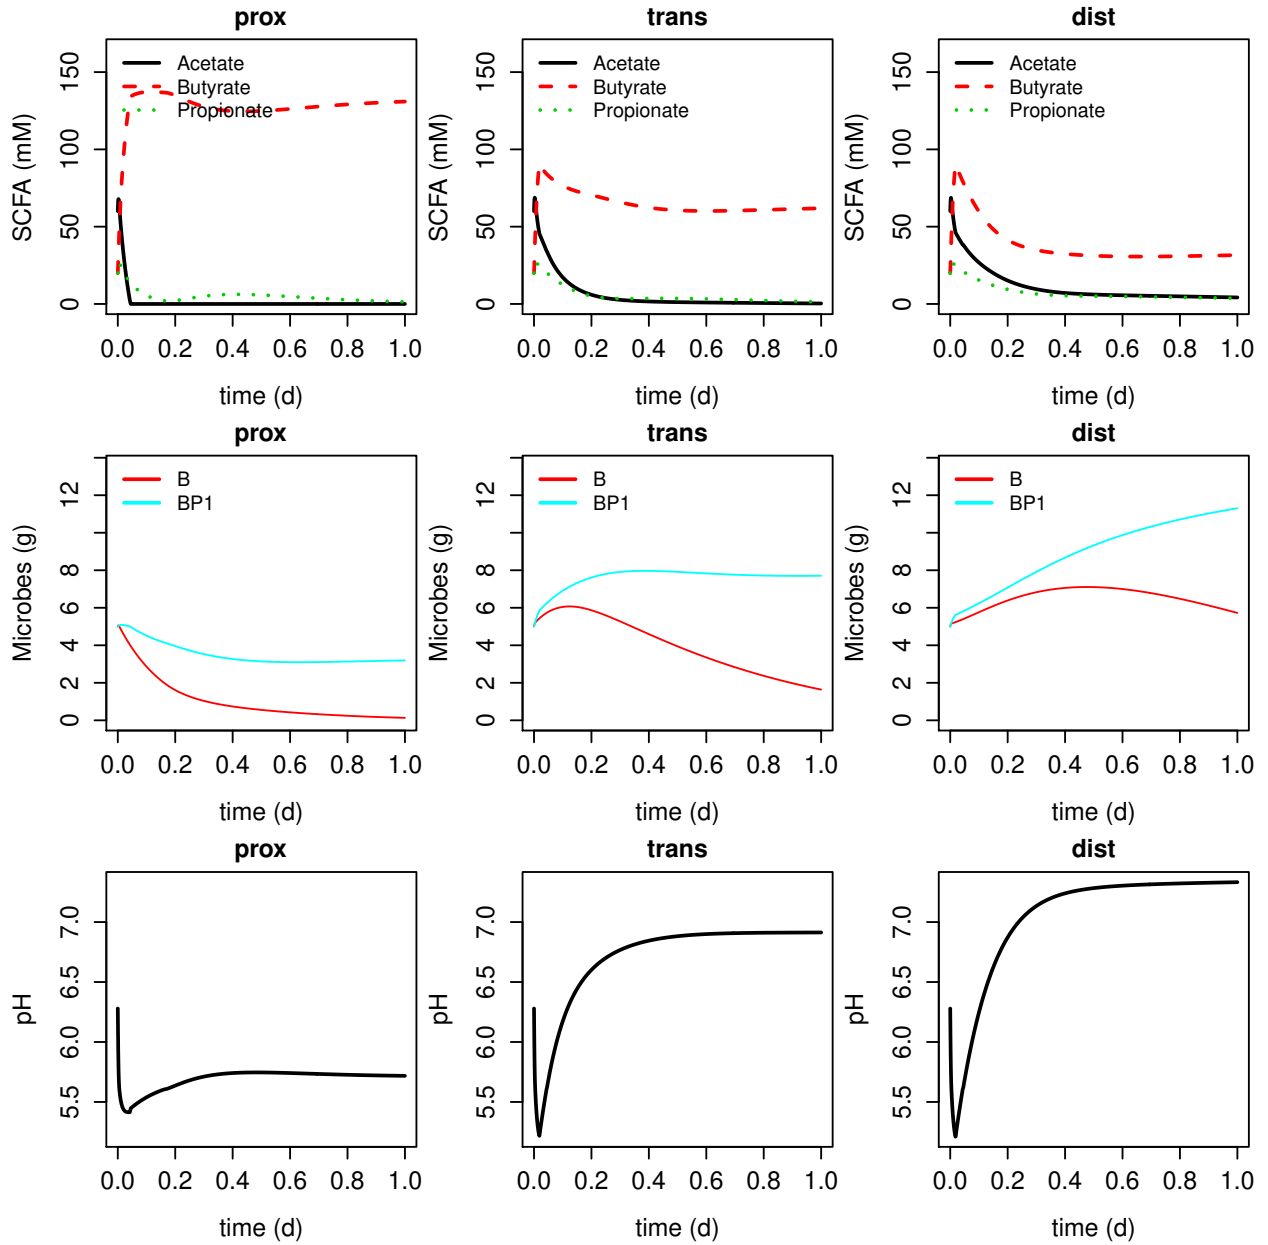 prox
trans
dist
SCFA (mM)
0
50
100
150
Acetate
Butyrate
Propionate
0.0 0.2 0.4 0.6 0.8 1.0
time (d)
SCFA (mM)
0
50
100
150
Acetate
Butyrate
Propionate
0.0 0.2 0.4 0.6 0.8 1.0
time (d)
SCFA (mM)
0
50
100
150
Acetate
Butyrate
Propionate
0.0 0.2 0.4 0.6 0.8 1.0
time (d)
prox
trans
dist
Microbes (g)
0 2 4 6 8 12
B
BP1
0.0 0.2 0.4 0.6 0.8 1.0
time (d)
Microbes (g)
0 2 4 6 8 12
B
BP1
0.0 0.2 0.4 0.6 0.8 1.0
time (d)
Microbes (g)
0 2 4 6 8 12
B
BP1
0.0 0.2 0.4 0.6 0.8 1.0
time (d)
prox
trans
dist
pH
5.5 6.0 6.5 7.0
0.0 0.2 0.4 0.6 0.8 1.0
time (d)
pH
5.5 6.0 6.5 7.0
0.0 0.2 0.4 0.6 0.8 1.0
time (d)
pH
5.5 6.0 6.5 7.0
0.0 0.2 0.4 0.6 0.8 1.0
time (d)